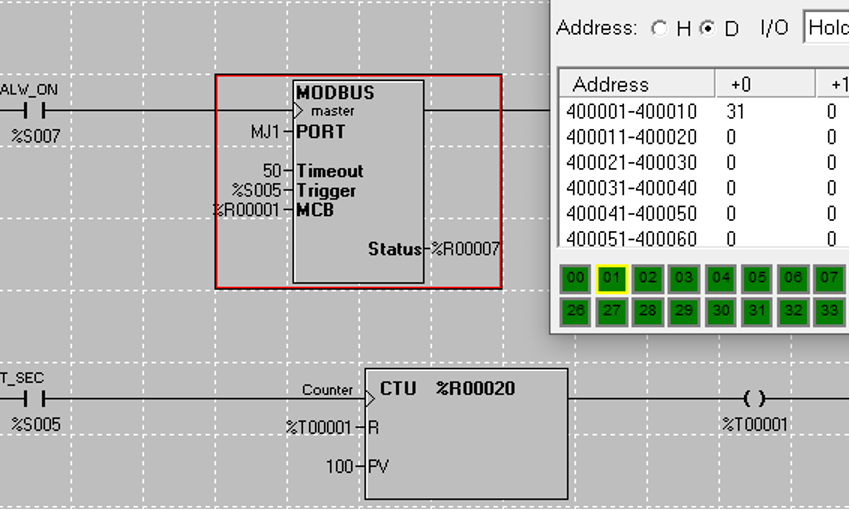 Address: H D I/O Holc
Address +0 +1
400001-400010 31 0
400011-400020 0 0
400021-400030 0 0
400031-400040 0 0
400041-400050 0 0
400051-400060 0 0
00 01 02 03 04 05 06 07
26 27 28 29 30 31 32 33
ALW_ON
%S007
MODBUS
master
MJ1 PORT
50 Timeout
%S005 Trigger
%R00001 MCB
Status %R00007
T_SEC
%S005
Counter CTU %R00020
%T00001 R
100 PV
( )
%T00001